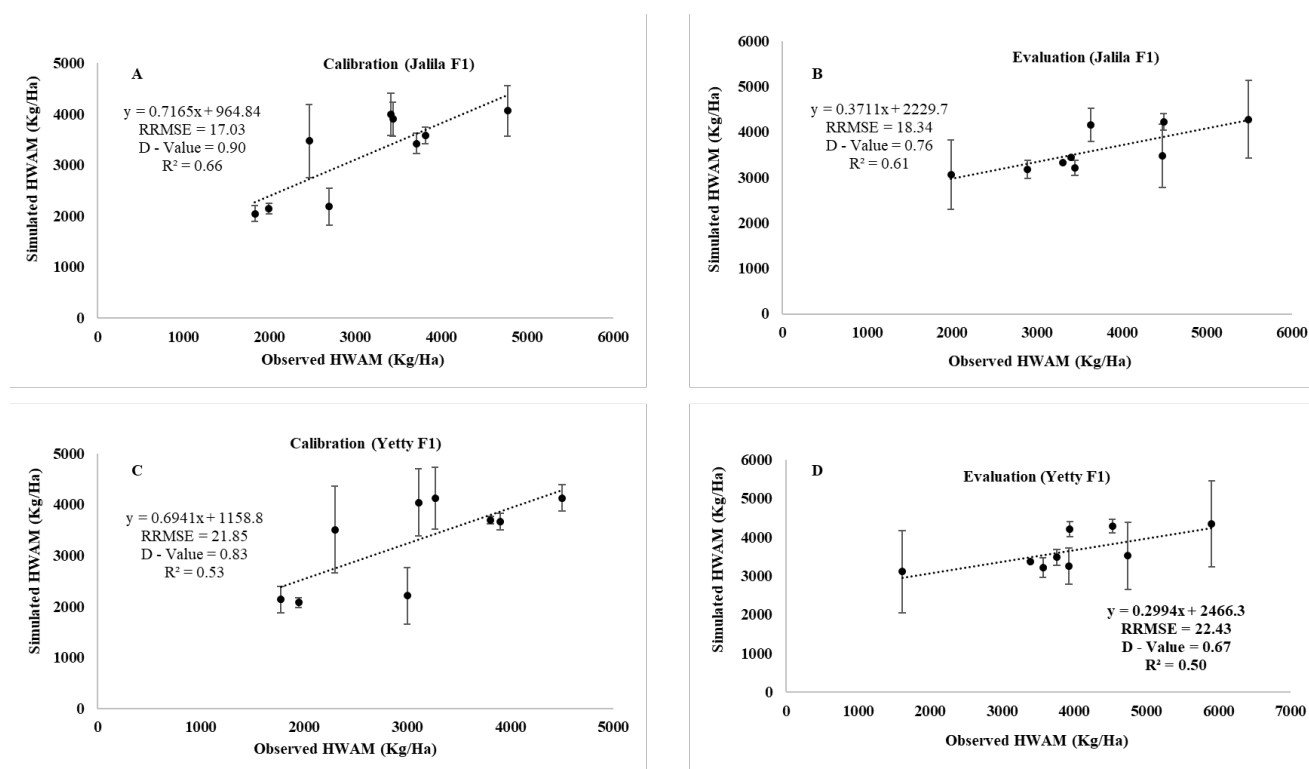 A
Calibration (Jalila F1)
y = 0.7165x + 964.84
RRMSE = 17.03
D - Value = 0.90
R² = 0.66
Simulated HWAM (Kg/Ha)
5000
4000
3000
2000
1000
0
0 1000 2000 3000 4000 5000 6000
Observed HWAM (Kg/Ha)
B
Evaluation (Jalila F1)
y = 0.3711x + 2229.7
RRMSE = 18.34
D - Value = 0.76
R² = 0.61
Simulated HWAM (Kg/Ha)
6000
5000
4000
3000
2000
1000
0
0 1000 2000 3000 4000 5000 6000
Observed HWAM (Kg/Ha)
C
Calibration (Yetty F1)
y = 0.6941x + 1158.8
RRMSE = 21.85
D - Value = 0.83
R² = 0.53
Simulated HWAM (Kg/Ha)
5000
4000
3000
2000
1000
0
0 1000 2000 3000 4000 5000
Observed HWAM (Kg/Ha)
D
Evaluation (Yetty F1)
y = 0.2994x + 2466.3
RRMSE = 22.43
D - Value = 0.67
R² = 0.50
Simulated HWAM (Kg/Ha)
6000
5000
4000
3000
2000
1000
0
0 1000 2000 3000 4000 5000 6000 7000
Observed HWAM (Kg/Ha)